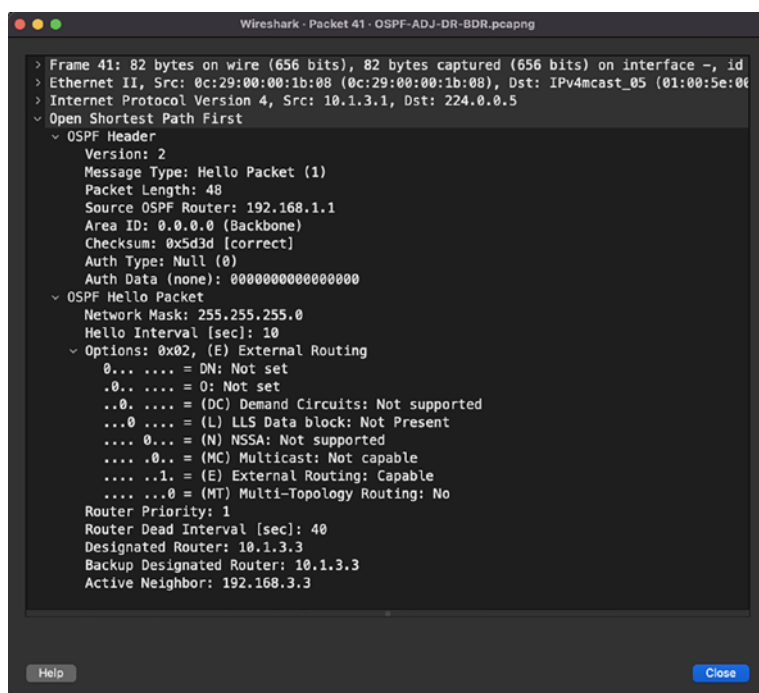 Wireshark · Packet 41 · OSPF-ADJ-DR-BDR.pcapng
Frame 41: 82 bytes on wire (656 bits), 82 bytes captured (656 bits) on interface -, id
Ethernet II, Src: 0c:29:00:00:1b:08 (0c:29:00:00:1b:08), Dst: IPv4mcast_05 (01:00:5e:00
Internet Protocol Version 4, Src: 10.1.3.1, Dst: 224.0.0.5
Open Shortest Path First
OSPF Header
Version: 2
Message Type: Hello Packet (1)
Packet Length: 48
Source OSPF Router: 192.168.1.1
Area ID: 0.0.0.0 (Backbone)
Checksum: 0x5d3d [correct]
Auth Type: Null (0)
Auth Data (none): 0000000000000000
OSPF Hello Packet
Network Mask: 255.255.255.0
Hello Interval [sec]: 10
Options: 0x02, (E) External Routing
0... .... = DN: Not set
.0.. .... = O: Not set
..0. .... = (DC) Demand Circuits: Not supported
...0 .... = (L) LLS Data block: Not Present
.... 0... = (N) NSSA: Not supported
.... .0.. = (MC) Multicast: Not capable
.... ..1. = (E) External Routing: Capable
.... ...0 = (MT) Multi-Topology Routing: No
Router Priority: 1
Router Dead Interval [sec]: 40
Designated Router: 10.1.3.3
Backup Designated Router: 10.1.3.3
Active Neighbor: 192.168.3.3
Help Close